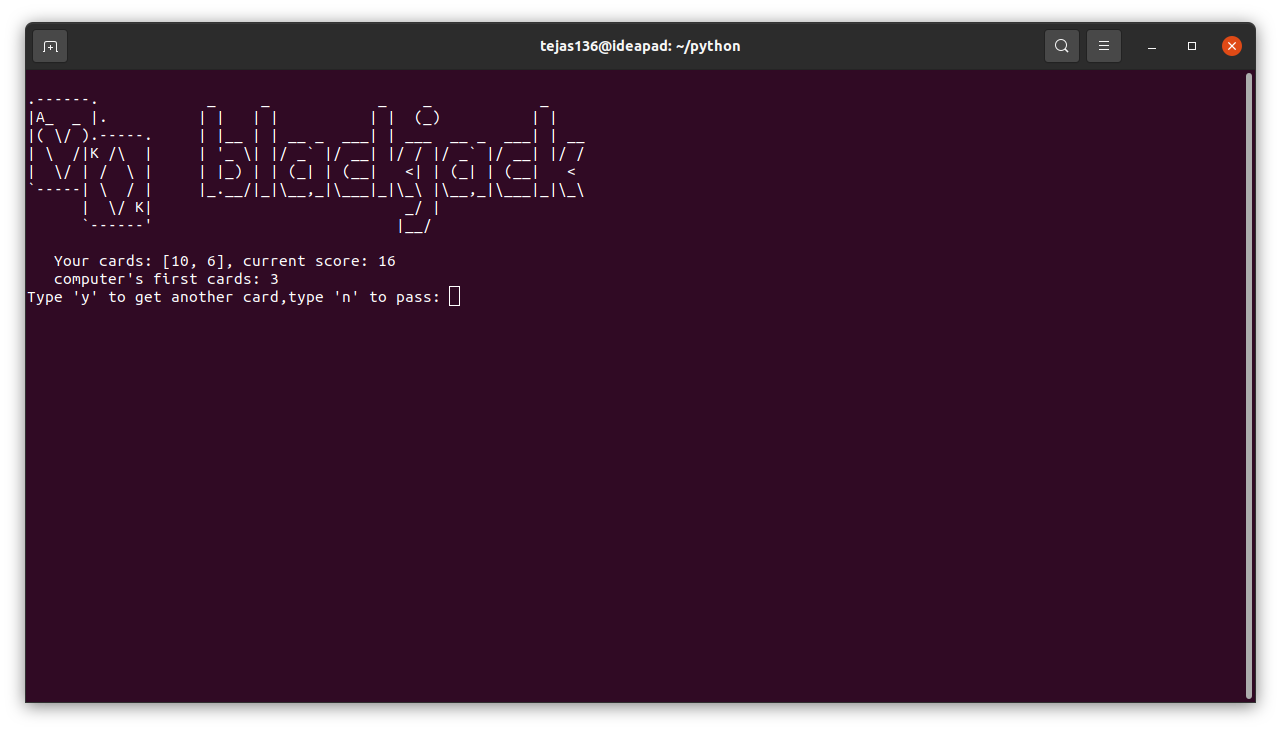 tejas136@ideapad: ~/python
.------.            _     _            _    _            _
|A_  _ |.          | |   | |          | |  (_)          | |
|( \/ ).-----.     | |__ | | __ _  ___| | ___  __ _  ___| | __
| \  /|K /\  |     | '_ \| |/ _` |/ __| |/ / |/ _` |/ __| |/ /
|  \/ | /  \ |     | |_) | | (_| | (__|   <| | (_| | (__|   <
`-----| \  / |     |_.__/|_|\__,_|\___|_|\_\ |\__,_|\___|_|\_\
      |  \/ K|                            _/ |
      `------'                           |__/
   Your cards: [10, 6], current score: 16
   computer's first cards: 3
Type 'y' to get another card,type 'n' to pass: